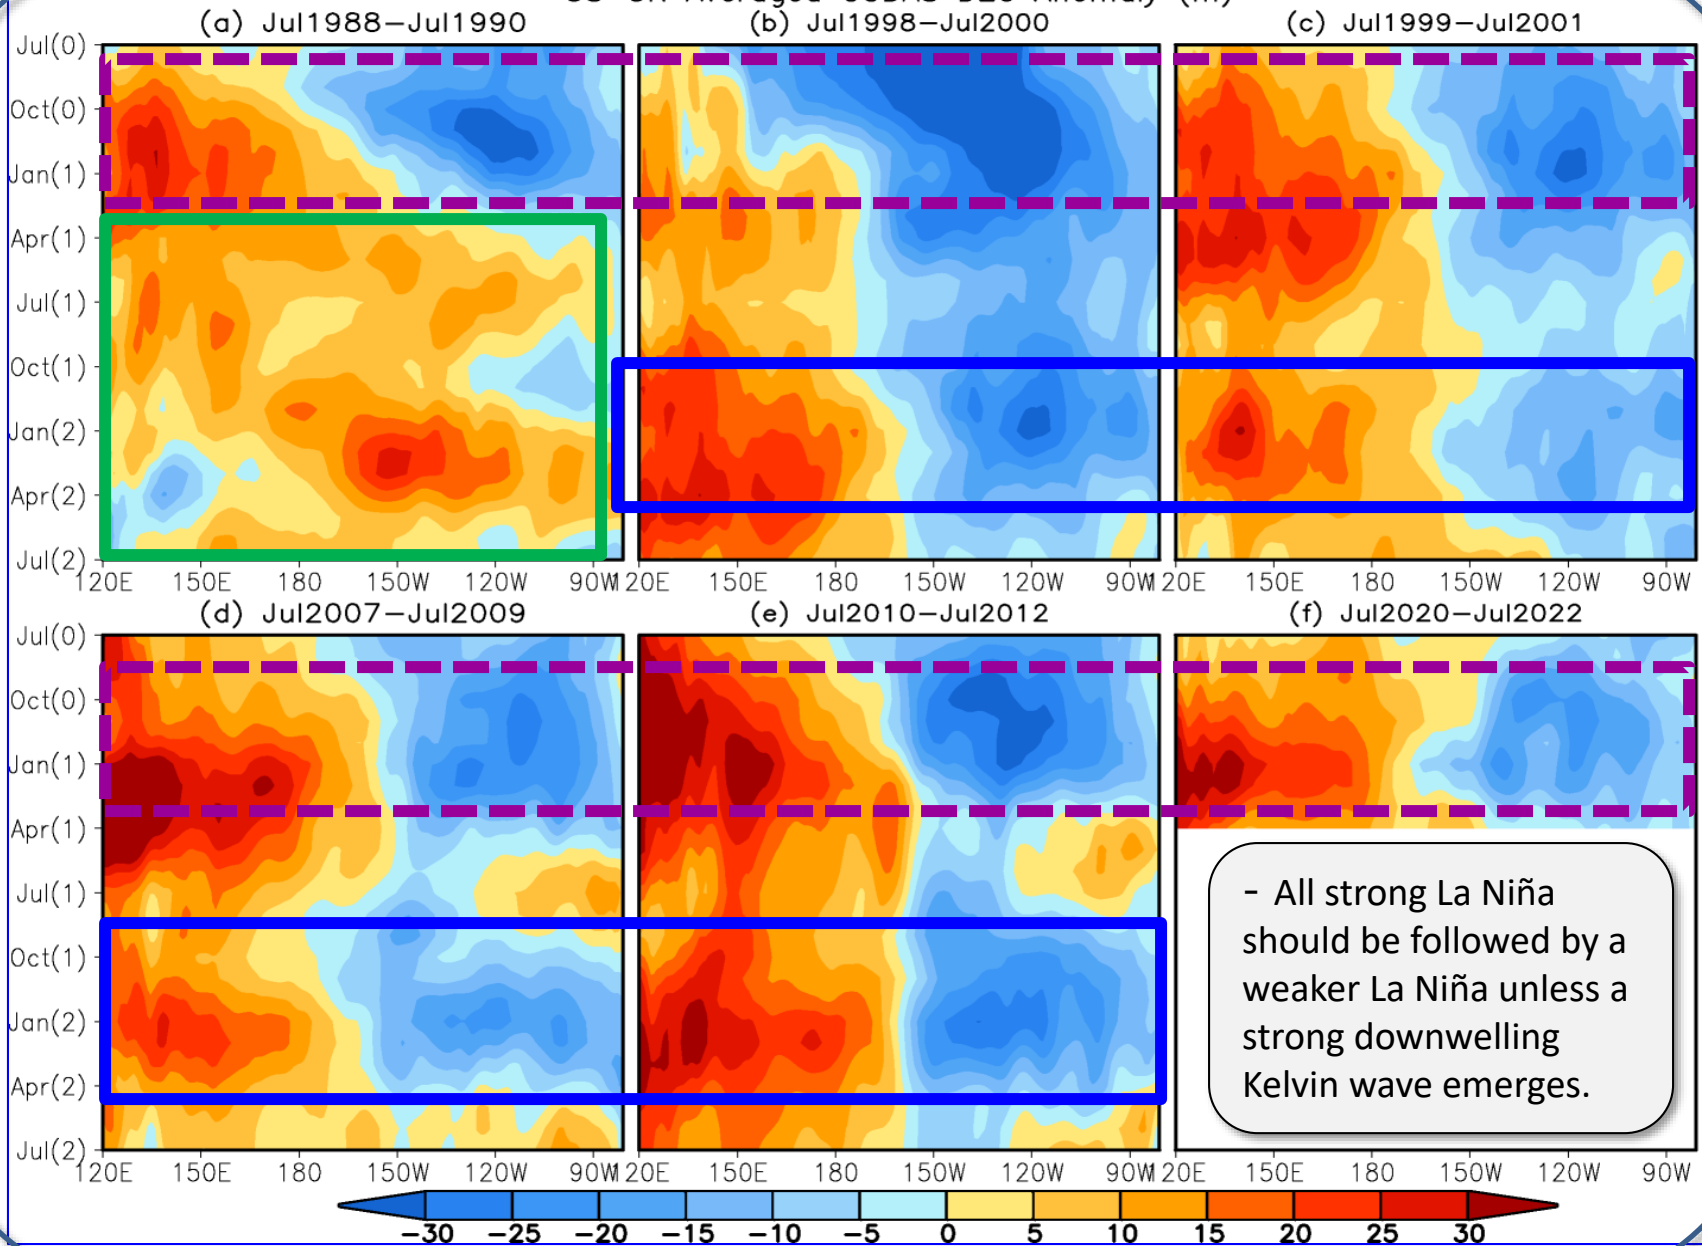 Averaged GODAS D20 Anomaly (m)
(a) Jul1988−Jul1990
(b) Jul1998−Jul2000
(c) Jul1999−Jul2001
Jul(0)
Oct(0)
Jan(1)
Apr(1)
Jul(1)
Oct(1)
Jan(2)
Apr(2)
Jul(2)
120E 150E 180 150W 120W 90W
120E 150E 180 150W 120W 90W
120E 150E 180 150W 120W 90W
(d) Jul2007−Jul2009
(e) Jul2010−Jul2012
(f) Jul2020−Jul2022
Jul(0)
Oct(0)
Jan(1)
Apr(1)
Jul(1)
Oct(1)
Jan(2)
Apr(2)
Jul(2)
- All strong La Niña
should be followed by a
weaker La Niña unless a
strong downwelling
Kelvin wave emerges.
120E 150E 180 150W 120W 90W
120E 150E 180 150W 120W 90W
120E 150E 180 150W 120W 90W
−30 −25 −20 −15 −10 −5 0 5 10 15 20 25 30